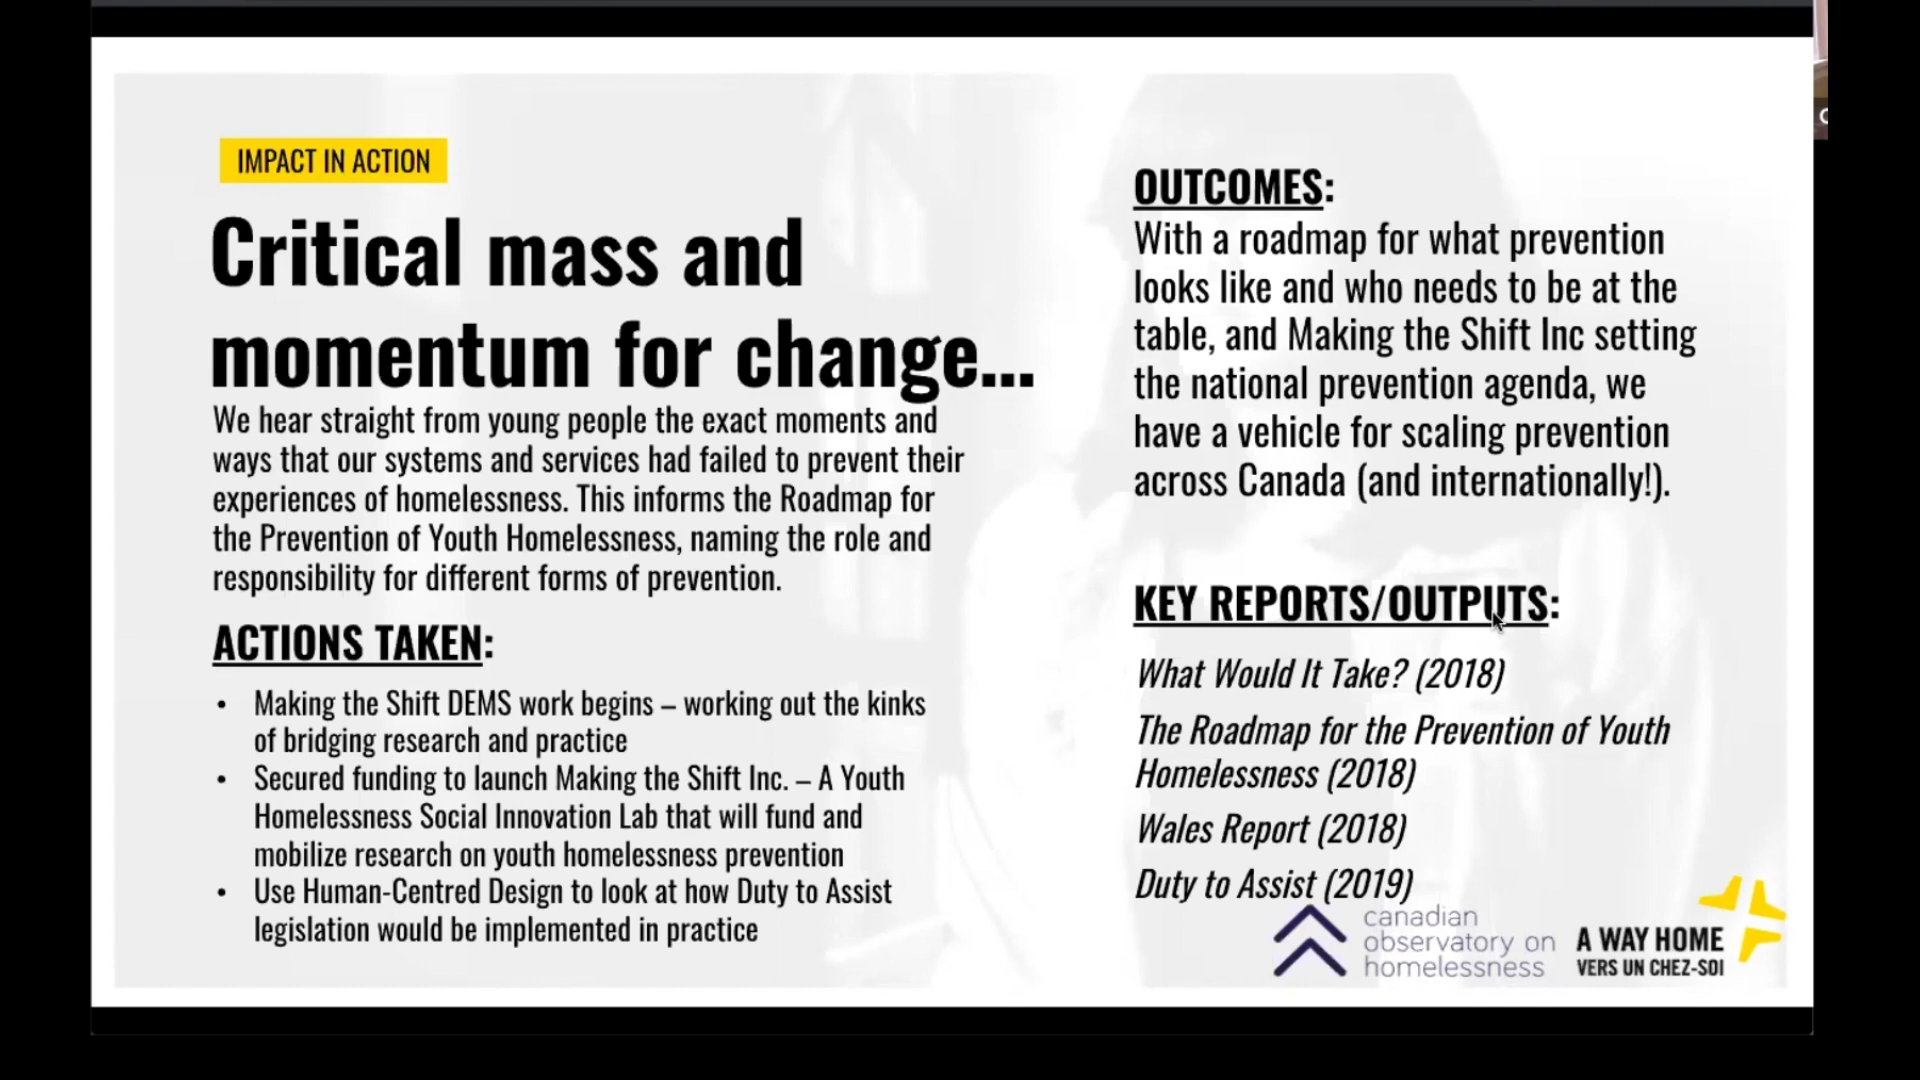 IMPACT IN ACTION
Critical mass and
momentum for change...
We hear straight from young people the exact moments and
ways that our systems and services had failed to prevent their
experiences of homelessness. This informs the Roadmap for
the Prevention of Youth Homelessness, naming the role and
responsibility for different forms of prevention.
ACTIONS TAKEN:
• Making the Shift DEMS work begins – working out the kinks
of bridging research and practice
• Secured funding to launch Making the Shift Inc. – A Youth
Homelessness Social Innovation Lab that will fund and
mobilize research on youth homelessness prevention
• Use Human-Centred Design to look at how Duty to Assist
legislation would be implemented in practice
OUTCOMES:
With a roadmap for what prevention
looks like and who needs to be at the
table, and Making the Shift Inc setting
the national prevention agenda, we
have a vehicle for scaling prevention
across Canada (and internationally!).
KEY REPORTS/OUTPUTS:
What Would It Take? (2018)
The Roadmap for the Prevention of Youth
Homelessness (2018)
Wales Report (2018)
Duty to Assist (2019)
canadian
observatory on
homelessness
A WAY HOME
VERS UN CHEZ-SOI